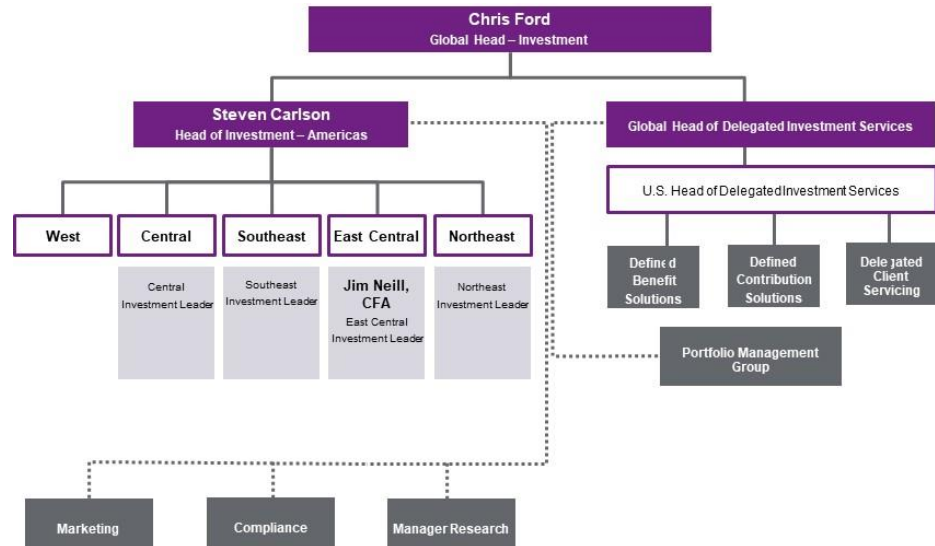 Chris Ford
Global Head – Investment
Steven Carlson
Head of Investment – Americas
Global Head of Delegated Investment Services
U.S. Head of Delegated Investment Services
West
Central
Southeast
East Central
Northeast
Central
Investment Leader
Southeast
Investment Leader
Jim Neill,
CFA
East Central
Investment Leader
Northeast
Investment Leader
Defined
Benefit
Solutions
Defined
Contribution
Solutions
Delegated
Client
Servicing
Portfolio Management
Group
Marketing
Compliance
Manager Research